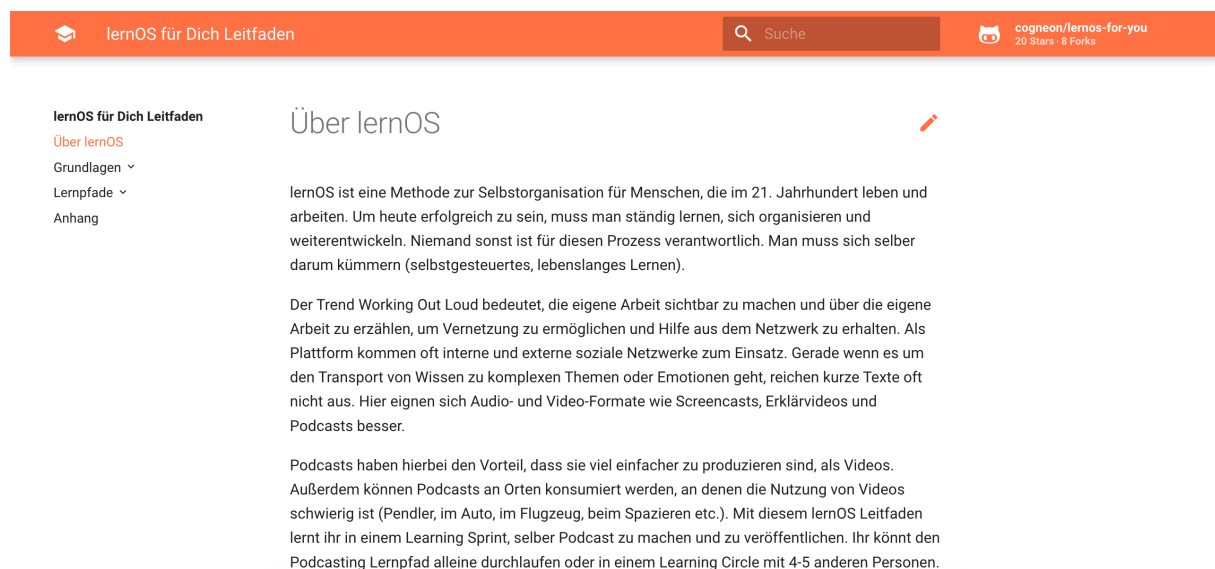 lernOS für Dich Leitfaden
Suche
cogneon/lernos-for-you
20 Stars · 8 Forks
lernOS für Dich Leitfaden
Über lernOS
Grundlagen
Lernpfade
Anhang
Über lernOS
lernOS ist eine Methode zur Selbstorganisation für Menschen, die im 21. Jahrhundert leben und
arbeiten. Um heute erfolgreich zu sein, muss man ständig lernen, sich organisieren und
weiterentwickeln. Niemand sonst ist für diesen Prozess verantwortlich. Man muss sich selber
darum kümmern (selbstgesteuertes, lebenslanges Lernen).
Der Trend Working Out Loud bedeutet, die eigene Arbeit sichtbar zu machen und über die eigene
Arbeit zu erzählen, um Vernetzung zu ermöglichen und Hilfe aus dem Netzwerk zu erhalten. Als
Plattform kommen oft interne und externe soziale Netzwerke zum Einsatz. Gerade wenn es um
den Transport von Wissen zu komplexen Themen oder Emotionen geht, reichen kurze Texte oft
nicht aus. Hier eignen sich Audio- und Video-Formate wie Screencasts, Erklärvideos und
Podcasts besser.
Podcasts haben hierbei den Vorteil, dass sie viel einfacher zu produzieren sind, als Videos.
Außerdem können Podcasts an Orten konsumiert werden, an denen die Nutzung von Videos
schwierig ist (Pendler, im Auto, im Flugzeug, beim Spazieren etc.). Mit diesem lernOS Leitfaden
lernt ihr in einem Learning Sprint, selber Podcast zu machen und zu veröffentlichen. Ihr könnt den
Podcasting Lernpfad alleine durchlaufen oder in einem Learning Circle mit 4-5 anderen Personen.